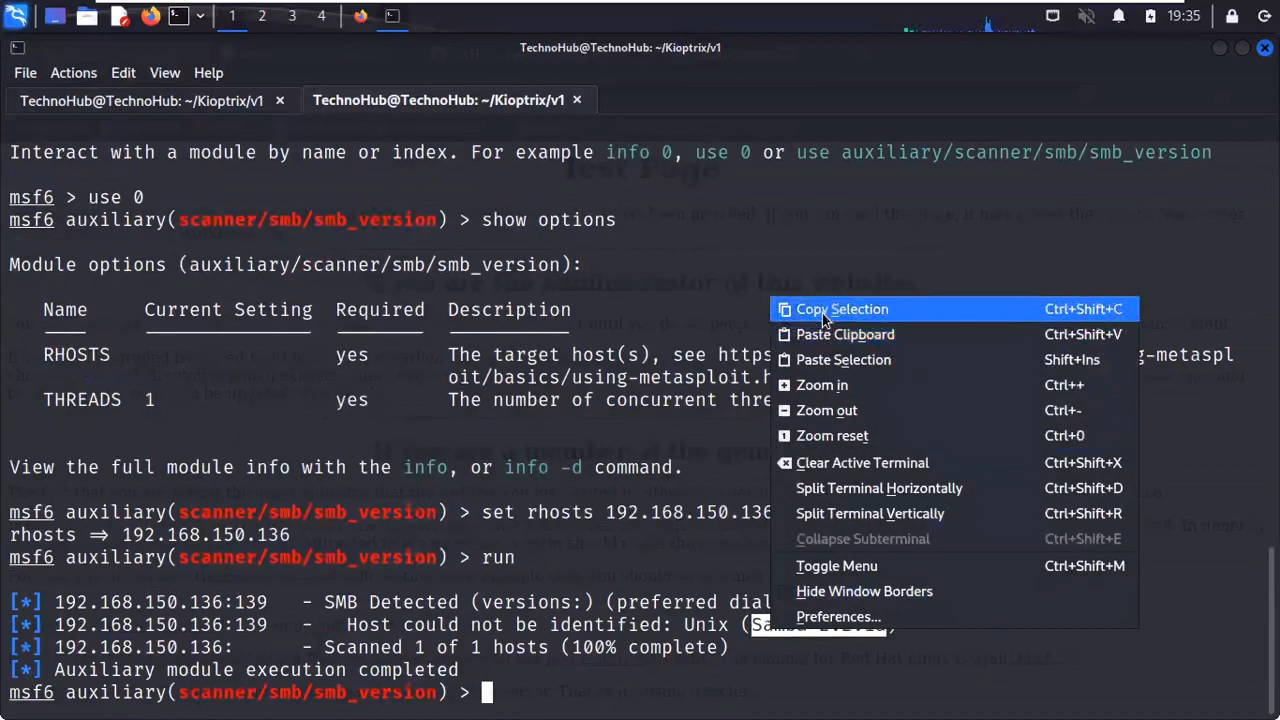 1 2 3 4 19:35
TechnoHub@TechnoHub: ~/Kioptrix/v1
File Actions Edit View Help
TechnoHub@TechnoHub: ~/Kioptrix/v1 TechnoHub@TechnoHub: ~/Kioptrix/v1
Interact with a module by name or index. For example info 0, use 0 or use auxiliary/scanner/smb/smb_version
msf6 > use 0
msf6 auxiliary(scanner/smb/smb_version) > show options
Module options (auxiliary/scanner/smb/smb_version):
Name Current Setting Required Description
RHOSTS yes The target host(s), see https ng-metaspl
oit/basics/using-metasploit.h
THREADS 1 yes The number of concurrent thre
View the full module info with the info, or info -d command.
msf6 auxiliary(scanner/smb/smb_version) > set rhosts 192.168.150.136
rhosts => 192.168.150.136
msf6 auxiliary(scanner/smb/smb_version) > run
[*] 192.168.150.136:139 - SMB Detected (versions:) (preferred dial
[*] 192.168.150.136:139 - Host could not be identified: Unix (
[*] 192.168.150.136: - Scanned 1 of 1 hosts (100% complete)
[*] Auxiliary module execution completed
msf6 auxiliary(scanner/smb/smb_version) >
Copy Selection Ctrl+Shift+C
Paste Clipboard Ctrl+Shift+V
Paste Selection Shift+Ins
Zoom in Ctrl++
Zoom out Ctrl+-
Zoom reset Ctrl+0
Clear Active Terminal Ctrl+Shift+X
Split Terminal Horizontally Ctrl+Shift+D
Split Terminal Vertically Ctrl+Shift+R
Collapse Subterminal Ctrl+Shift+E
Toggle Menu Ctrl+Shift+M
Hide Window Borders
Preferences...